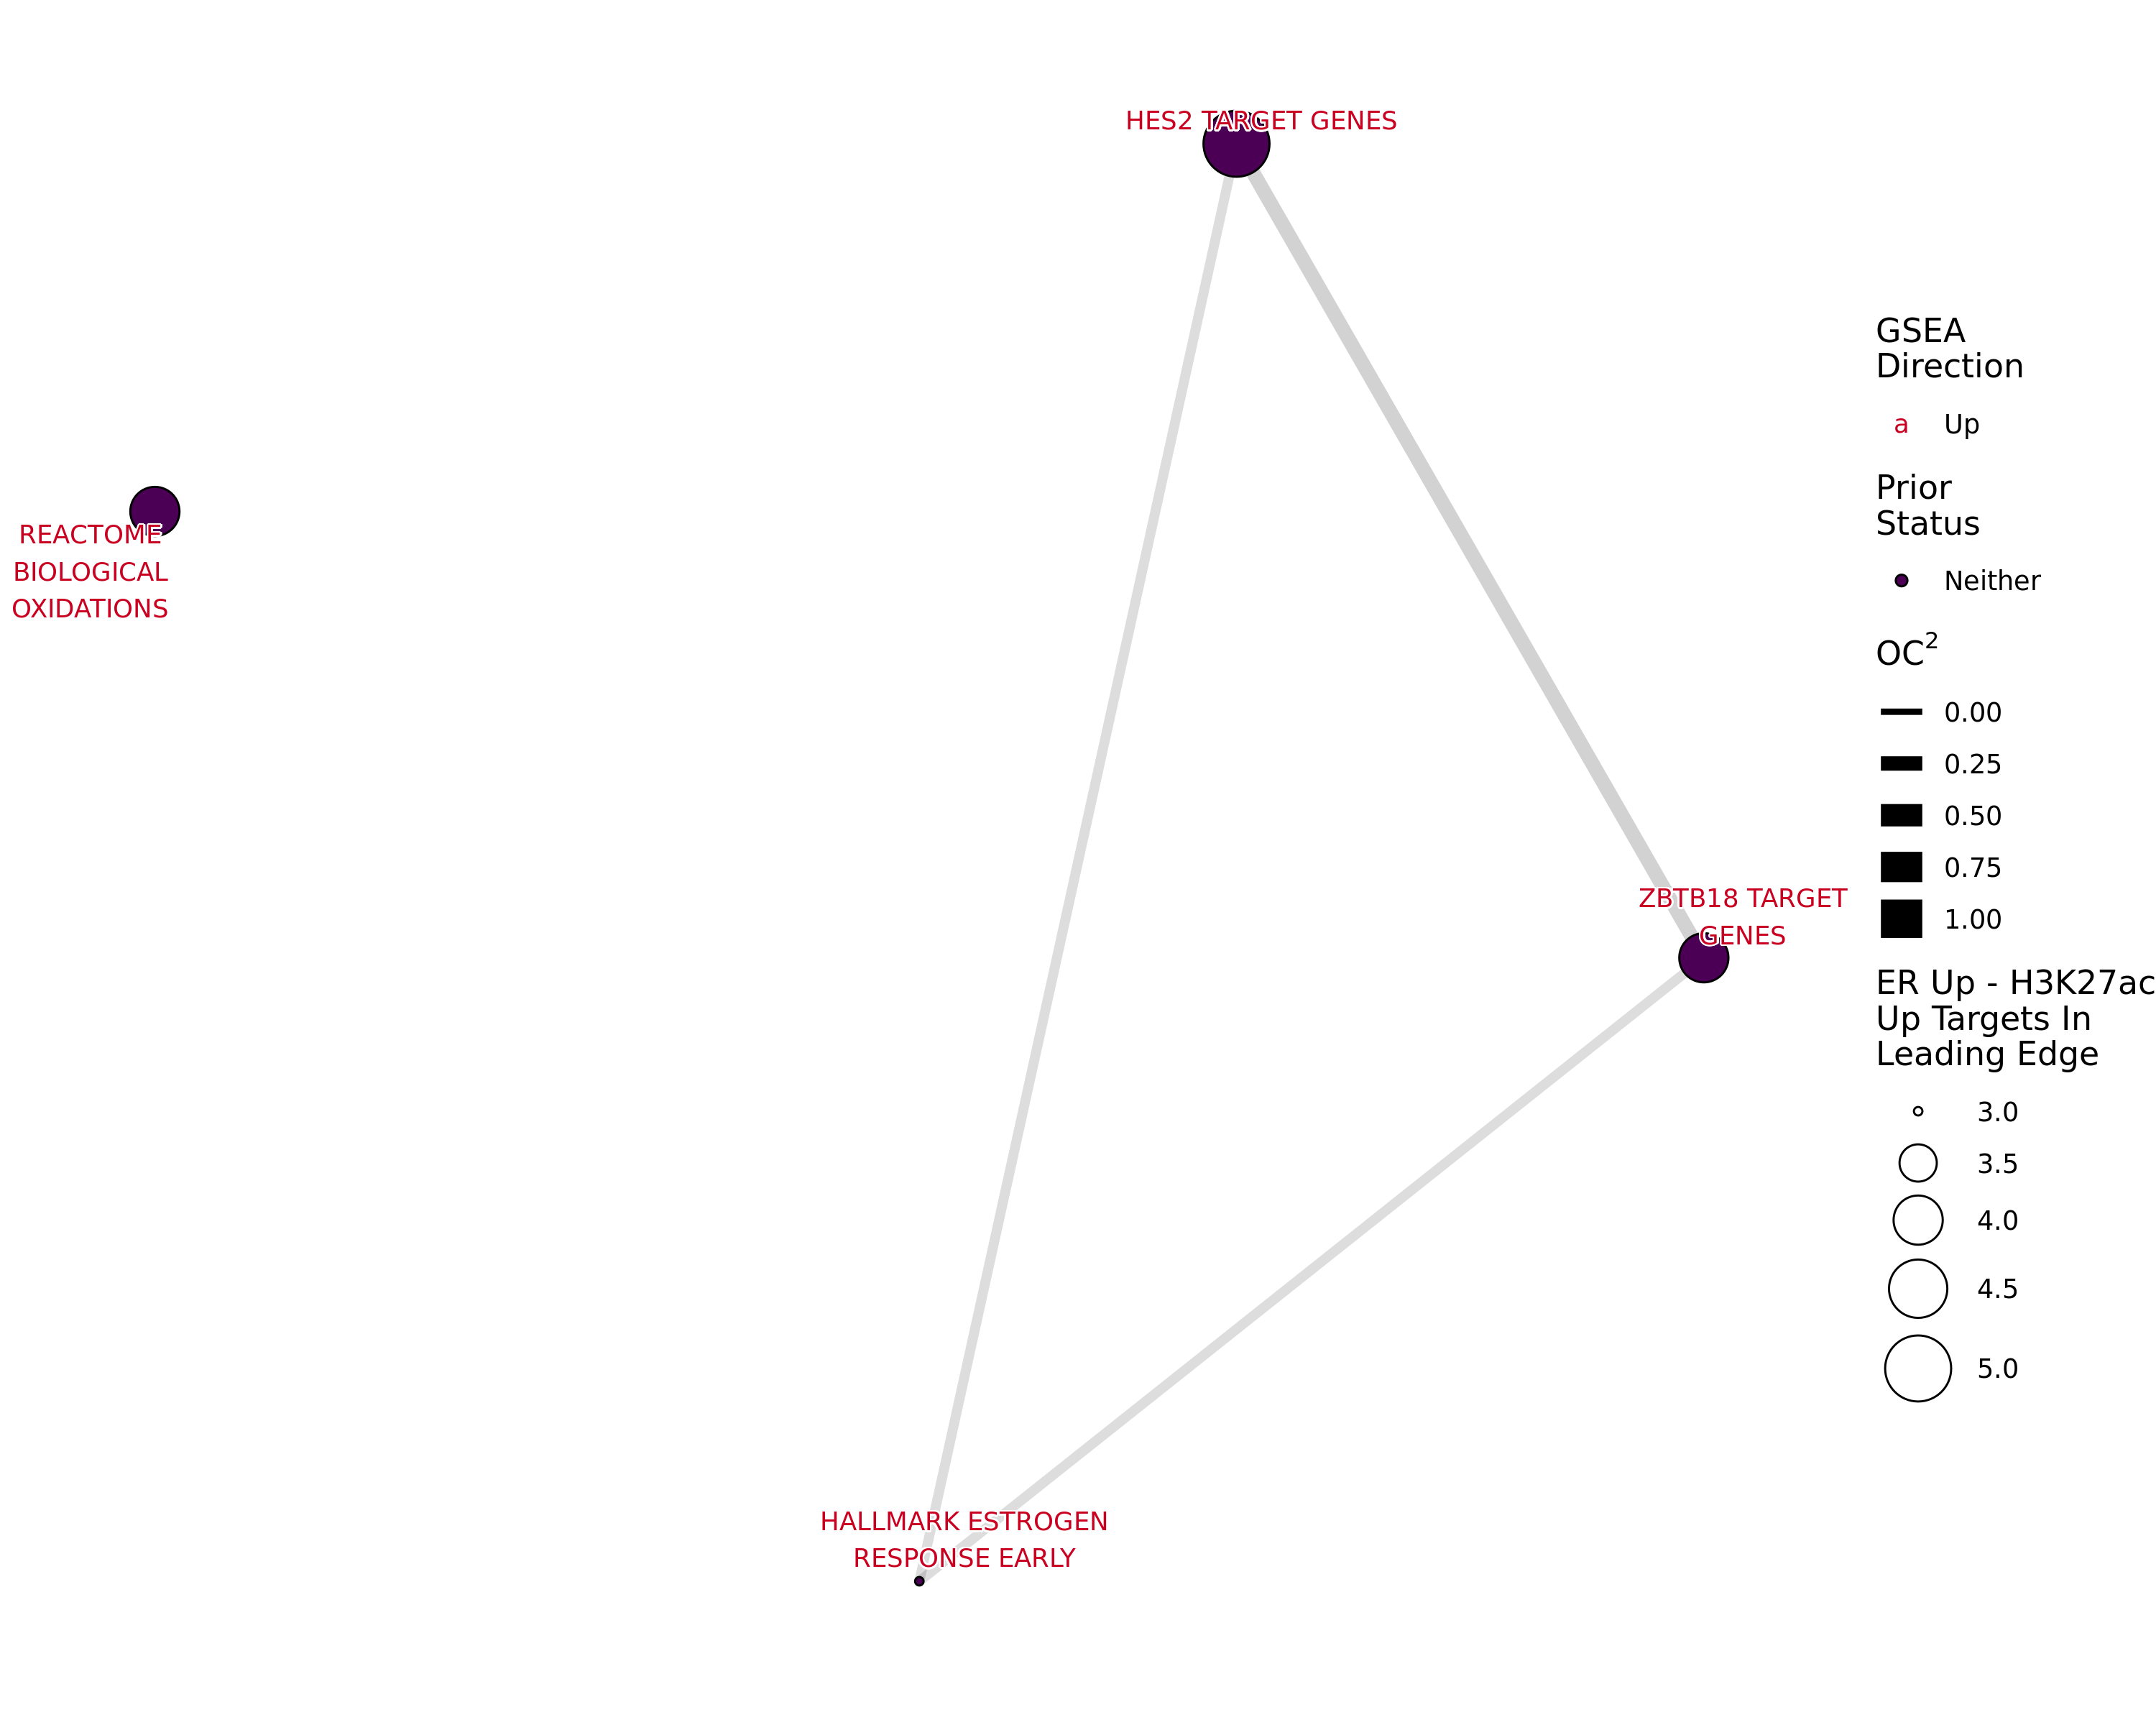 HES2 TARGET GENES
REACTOME
BIOLOGICAL
OXIDATIONS
ZBTB18 TARGET
GENES
HALLMARK ESTROGEN
RESPONSE EARLY
GSEA
Direction
a Up
Prior
Status
Neither
OC²
0.00
0.25
0.50
0.75
1.00
ER Up - H3K27ac
Up Targets In
Leading Edge
3.0
3.5
4.0
4.5
5.0